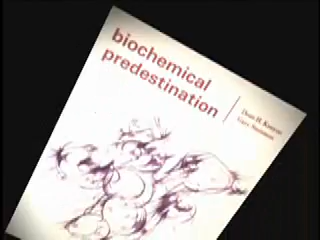 biochemical
predestination
Dean H. Kenyon
Gary Steinman